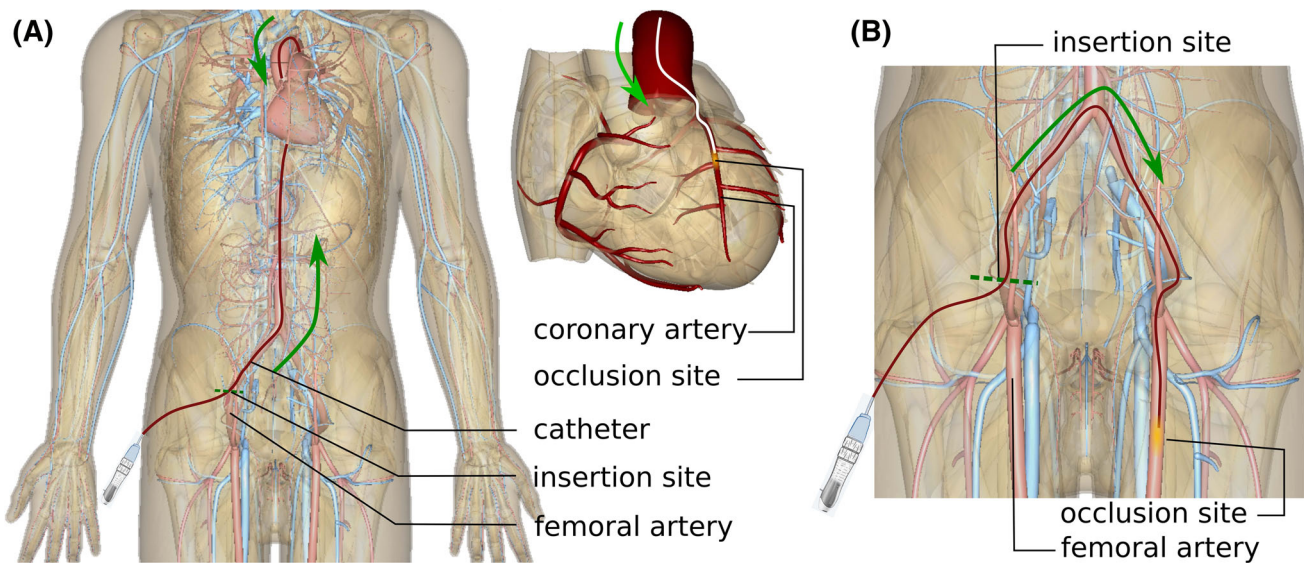 (A)
coronary artery
occlusion site
catheter
insertion site
femoral artery
(B)
insertion site
occlusion site
femoral artery